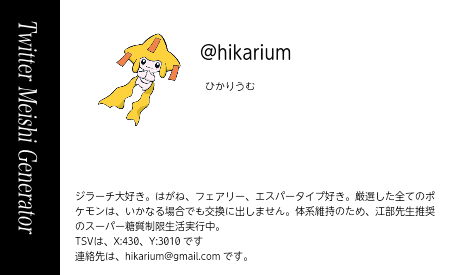 Twitter Meishi Generator
@hikarium
ひかりうむ
ジラーチ大好き。はがね、フェアリー、エスパータイプ好き。厳選した全てのポ
ケモンは、いかなる場合でも交換に出しません。体系維持のため、江部先生推奨
のスーパー糖質制限生活実行中。
TSVは、X:430、Y:3010 です
連絡先は、hikarium@gmail.com です。